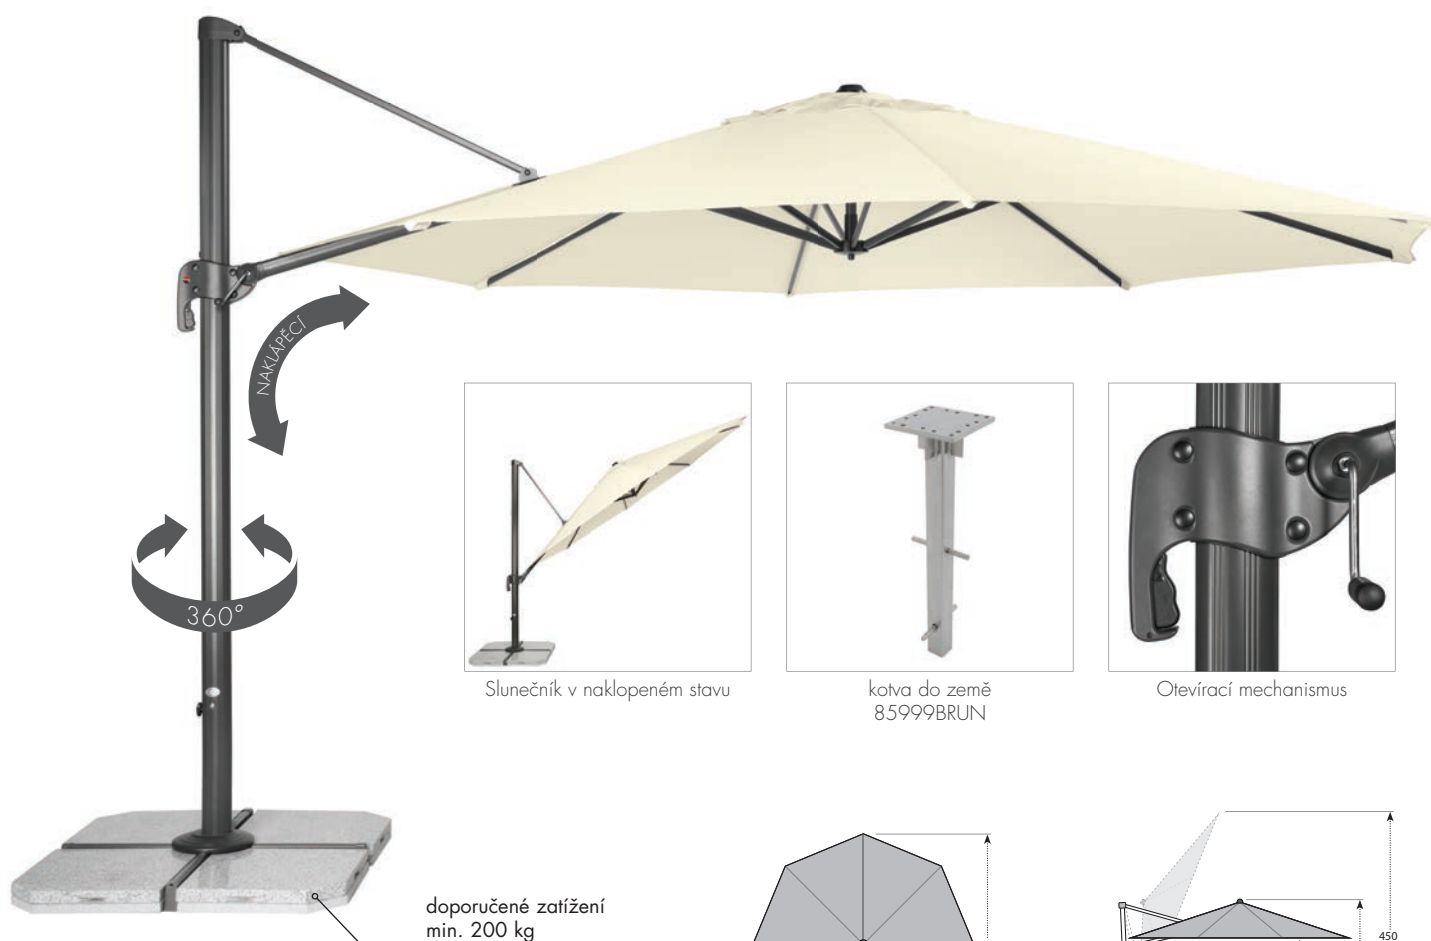 NAKLÁPĚCÍ
360°
Slunečník v naklopeném stavu
kotva do země
85999BRUN
Otevírací mechanismus
doporučené zatížení
min. 200 kg
450